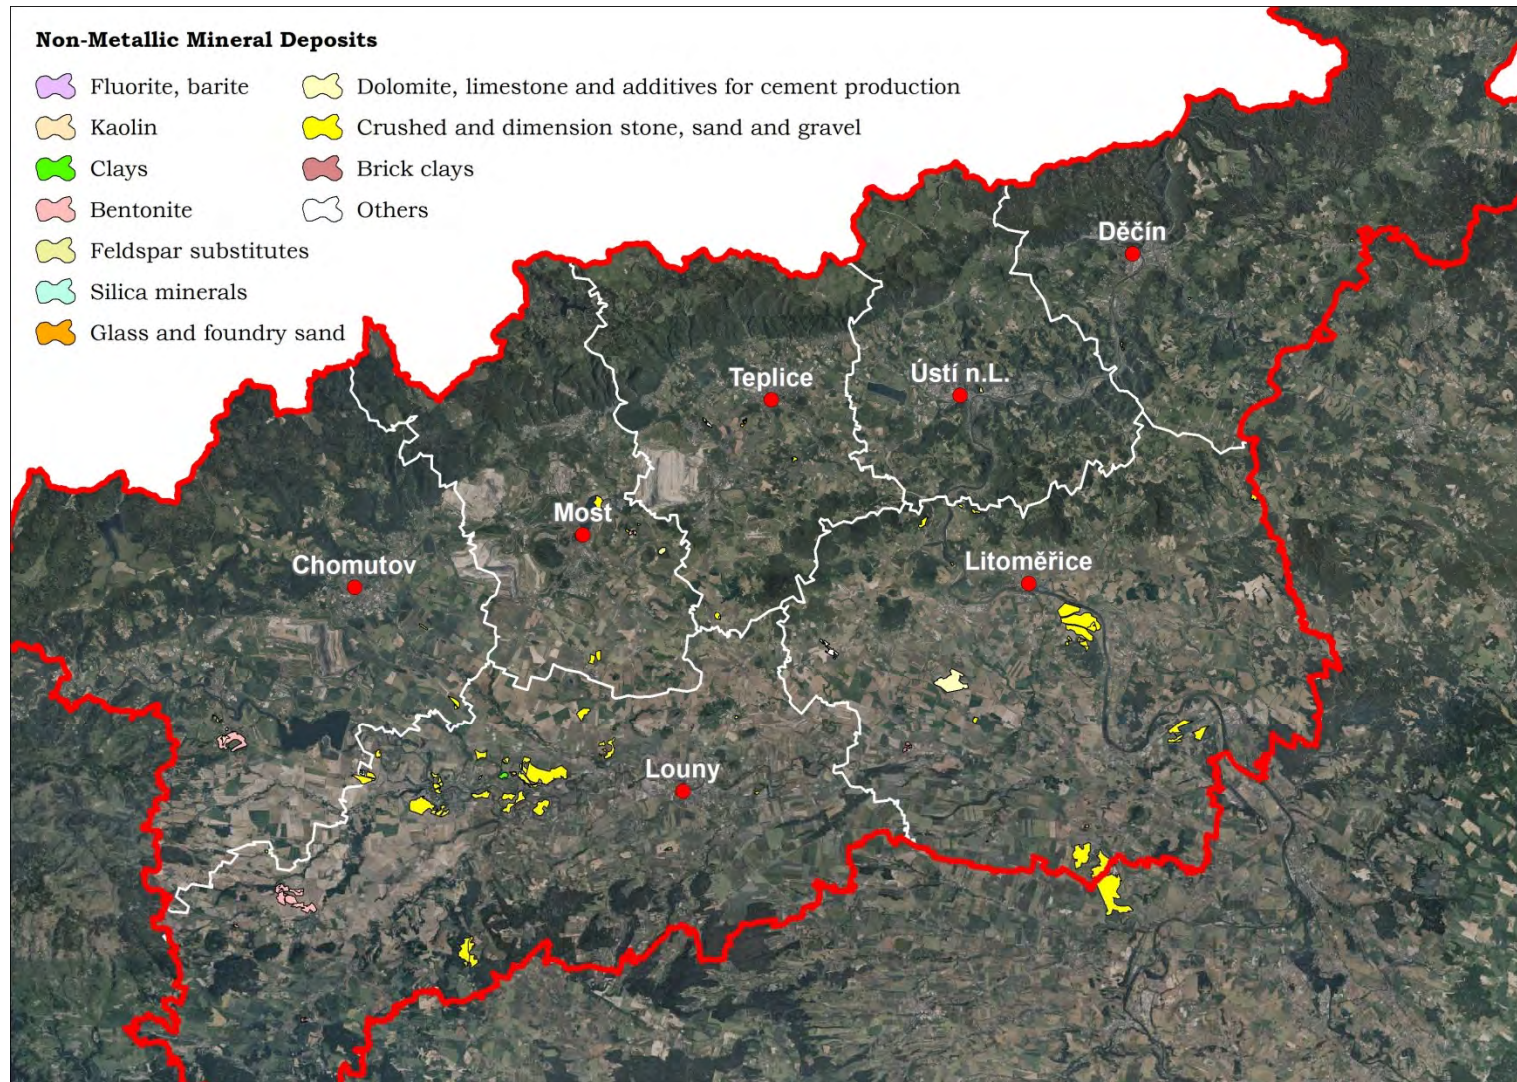 Non-Metallic Mineral Deposits
Fluorite, barite
Kaolin
Clays
Bentonite
Feldspar substitutes
Silica minerals
Glass and foundry sand
Dolomite, limestone and additives for cement production
Crushed and dimension stone, sand and gravel
Brick clays
Others
Děčín
Teplice
Ústí n.L.
Most
Chomutov
Litoměřice
Louny